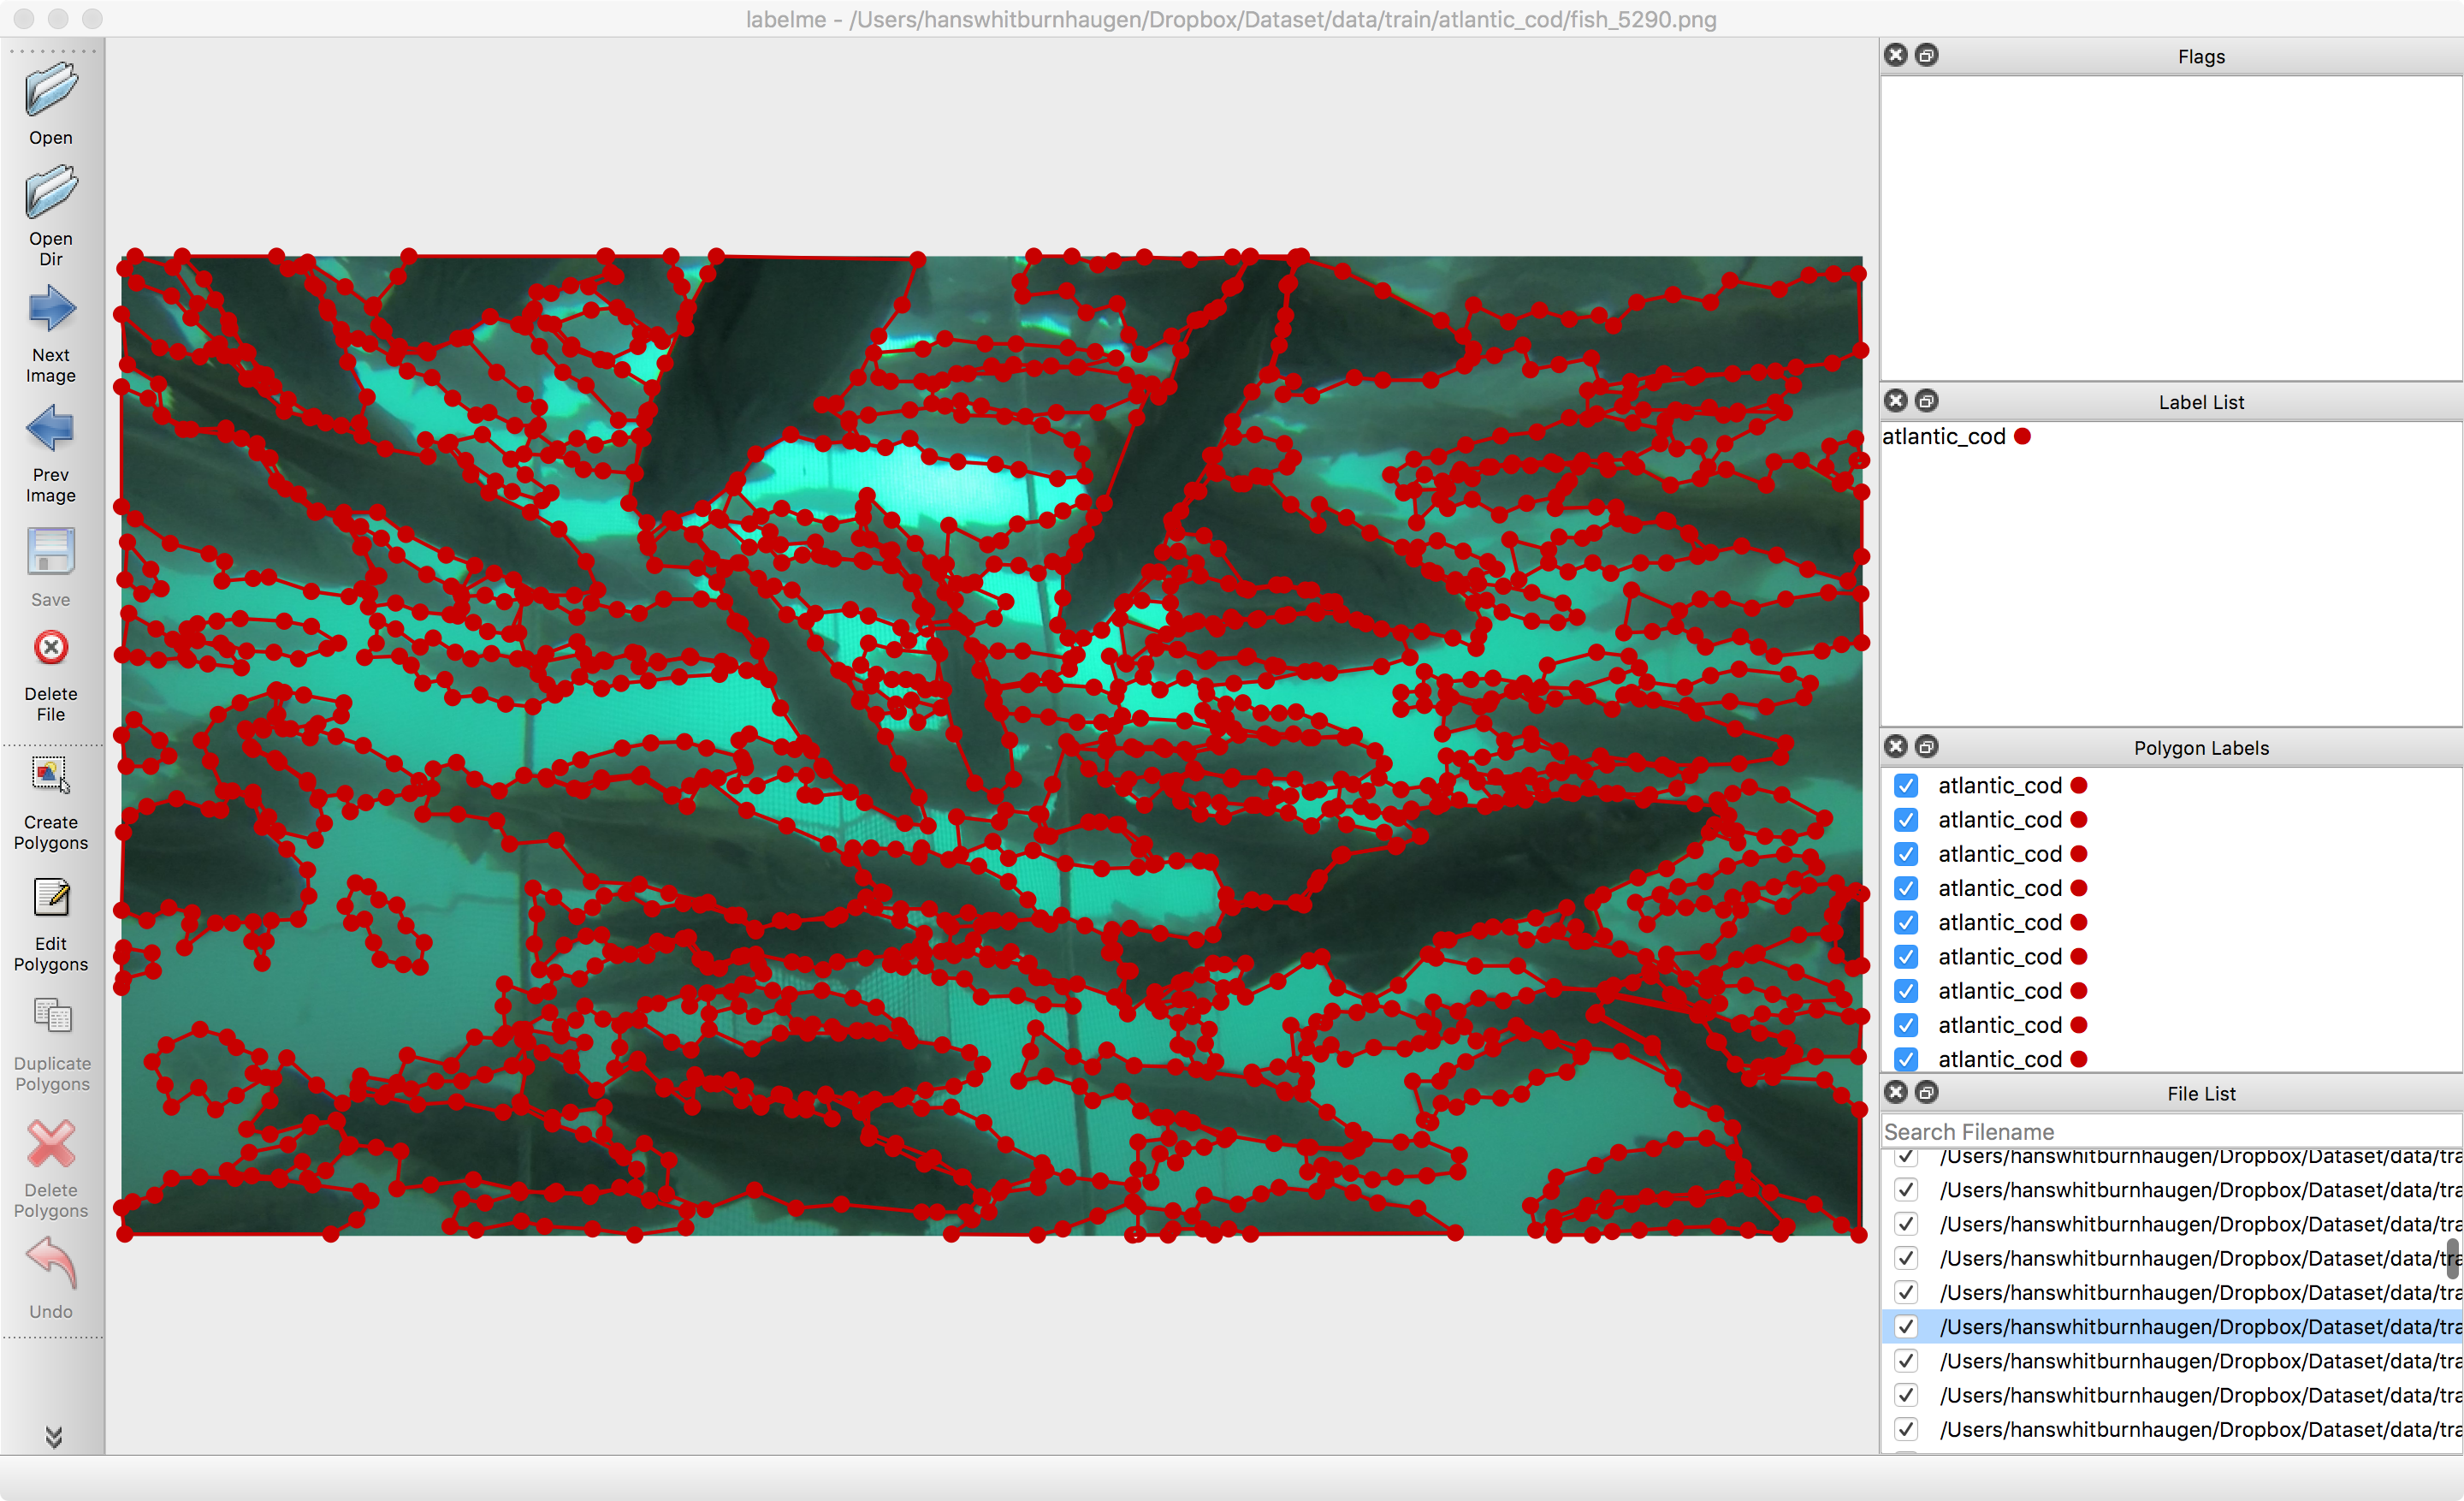 labelme - /Users/hanswhitburnhaugen/Dropbox/Dataset/data/train/atlantic_cod/fish_5290.png
Open
Open
Dir
Next
Image
Prev
Image
Save
Delete
File
Create
Polygons
Edit
Polygons
Duplicate
Polygons
Delete
Polygons
Undo
Flags
Label List
atlantic_cod
Polygon Labels
atlantic_cod
atlantic_cod
atlantic_cod
atlantic_cod
atlantic_cod
atlantic_cod
atlantic_cod
atlantic_cod
atlantic_cod
File List
Search Filename
/Users/hanswhitburnhaugen/Dropbox/Dataset/data/tra
/Users/hanswhitburnhaugen/Dropbox/Dataset/data/tra
/Users/hanswhitburnhaugen/Dropbox/Dataset/data/tra
/Users/hanswhitburnhaugen/Dropbox/Dataset/data/tra
/Users/hanswhitburnhaugen/Dropbox/Dataset/data/tra
/Users/hanswhitburnhaugen/Dropbox/Dataset/data/tra
/Users/hanswhitburnhaugen/Dropbox/Dataset/data/tra
/Users/hanswhitburnhaugen/Dropbox/Dataset/data/tra
/Users/hanswhitburnhaugen/Dropbox/Dataset/data/tra